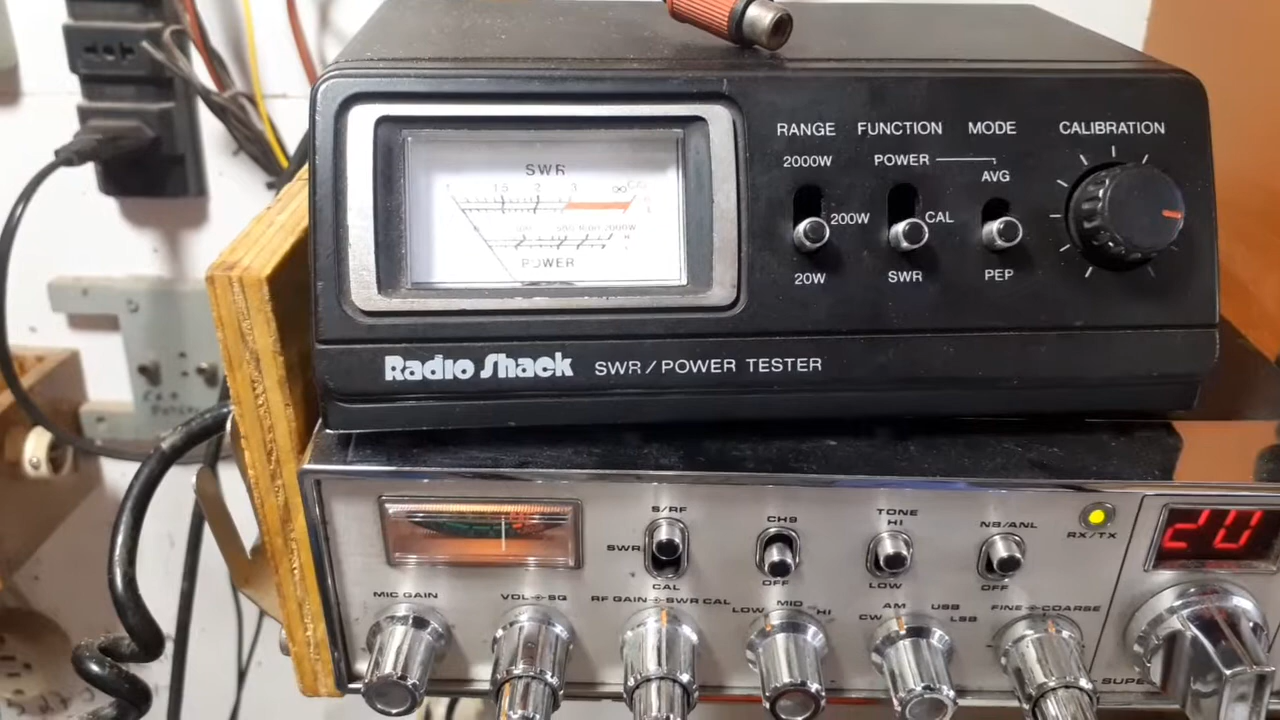 SWR
1 1.5 2 3 ∞ CAL
POWER
RANGE FUNCTION MODE CALIBRATION
2000W POWER AVG
200W CAL
20W SWR PEP
Radio Shack SWR/POWER TESTER
S/RF CH9 TONE NB/ANL RX/TX
HI
SWR
CAL OFF LOW OFF
20
MIC GAIN VOL SQ RF GAIN SWR CAL LOW MID HI CW AM USB LSB FINE COARSE